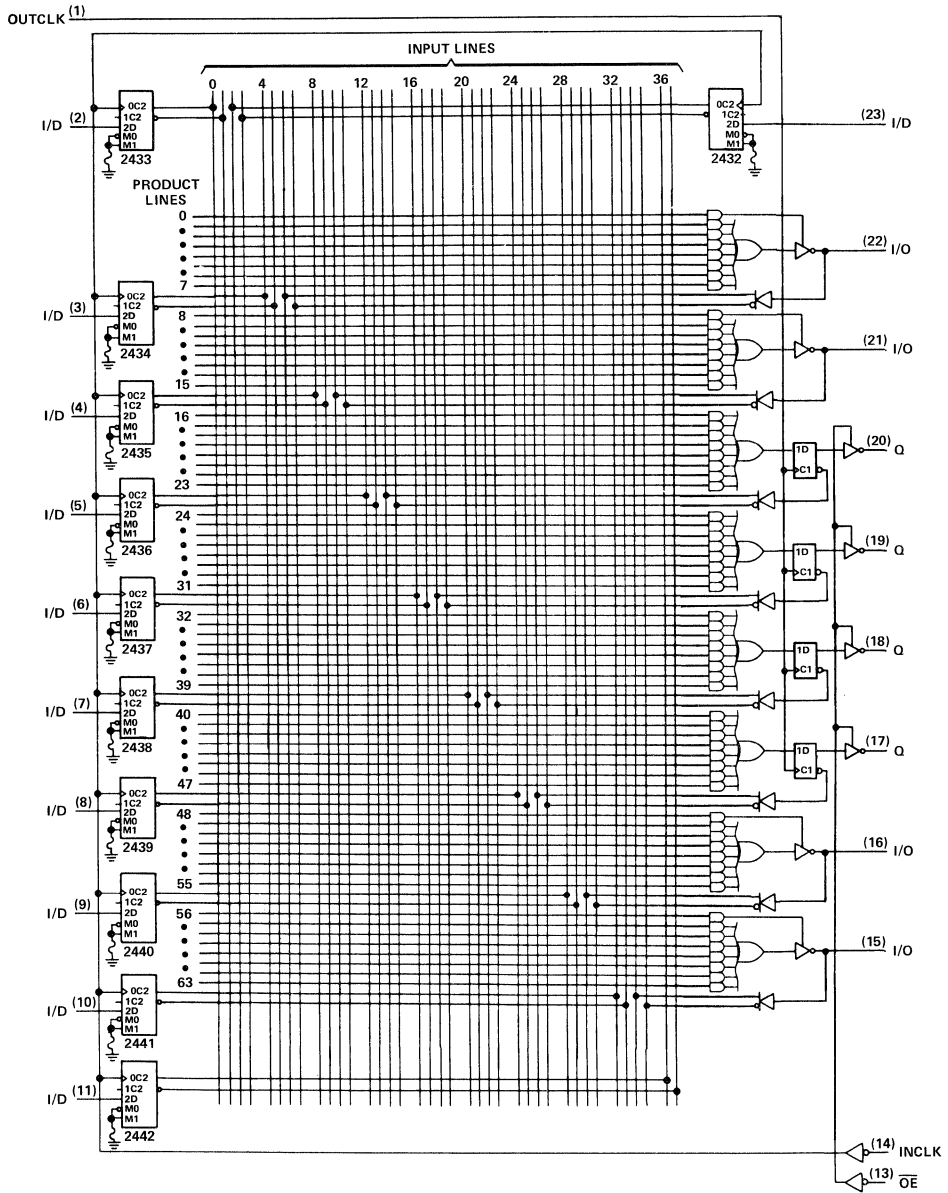 OUTCLK (1)
INPUT LINES
0 4 8 12 16 20 24 28 32 36
I/D (2)
0C2
1C2
2D
M0
M1
2433
0C2
1C2
2D
M0
M1
2432
(23) I/D
PRODUCT
LINES
0
7
(22) I/O
I/D (3)
0C2
1C2
2D
M0
M1
2434
8
15
(21) I/O
I/D (4)
0C2
1C2
2D
M0
M1
2435
16
23
1D
C1
(20) Q
I/D (5)
0C2
1C2
2D
M0
M1
2436
24
31
1D
C1
(19) Q
I/D (6)
0C2
1C2
2D
M0
M1
2437
32
39
1D
C1
(18) Q
I/D (7)
0C2
1C2
2D
M0
M1
2438
40
47
1D
C1
(17) Q
I/D (8)
0C2
1C2
2D
M0
M1
2439
48
55
(16) I/O
I/D (9)
0C2
1C2
2D
M0
M1
2440
56
63
(15) I/O
I/D (10)
0C2
1C2
2D
M0
M1
2441
I/D (11)
0C2
1C2
2D
M0
M1
2442
(14) INCLK
(13) O̅E̅